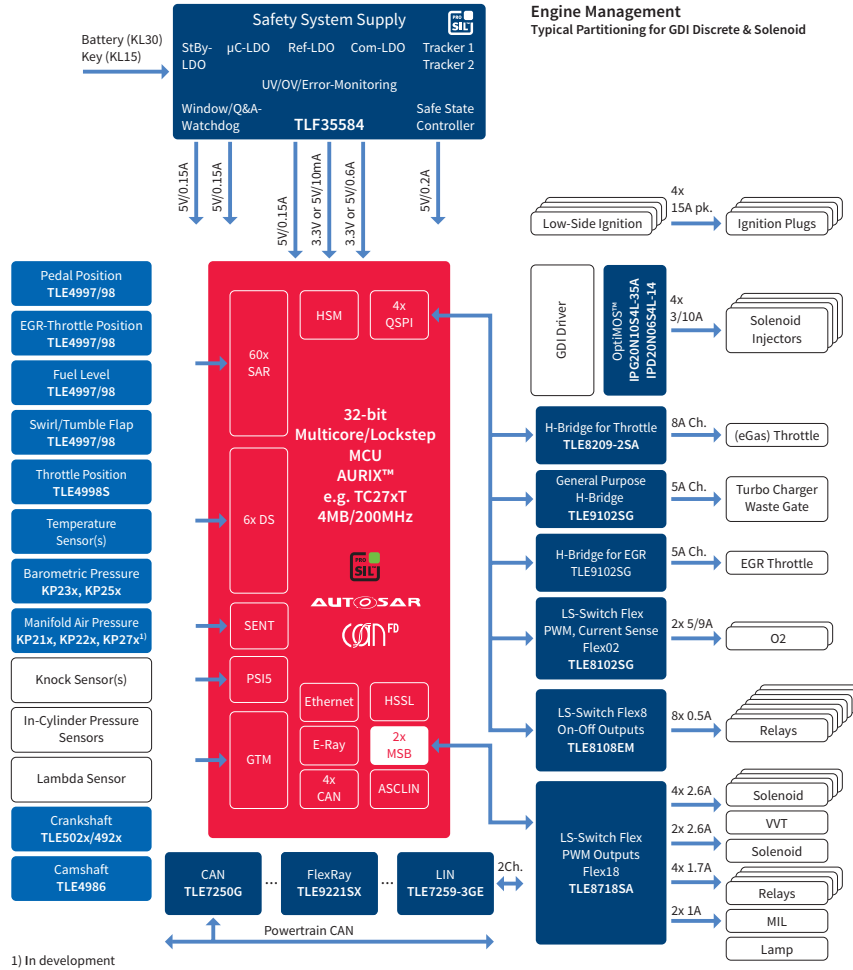 Engine Management
Typical Partitioning for GDI Discrete & Solenoid
Battery (KL30)
Key (KL15)
Safety System Supply
PRO
SIL™
StBy-
LDO
µC-LDO
Ref-LDO
Com-LDO
Tracker 1
Tracker 2
UV/OV/Error-Monitoring
Window/Q&A-
Watchdog
TLF35584
Safe State
Controller
5V/0.15A
5V/0.15A
5V/0.15A
3.3V or 5V/10mA
3.3V or 5V/0.6A
5V/0.2A
Pedal Position
TLE4997/98
EGR-Throttle Position
TLE4997/98
Fuel Level
TLE4997/98
Swirl/Tumble Flap
TLE4997/98
Throttle Position
TLE4998S
Temperature
Sensor(s)
Barometric Pressure
KP23x, KP25x
Manifold Air Pressure
KP21x, KP22x, KP27x1)
Knock Sensor(s)
In-Cylinder Pressure
Sensors
Lambda Sensor
Crankshaft
TLE502x/492x
Camshaft
TLE4986
60x
SAR
6x DS
SENT
PSI5
GTM
HSM
4x
QSPI
32-bit
Multicore/Lockstep
MCU
AURIX™
e.g. TC27xT
4MB/200MHz
PRO
SIL™
AUTOSAR
CAN FD
Ethernet
HSSL
E-Ray
2x
MSB
4x
CAN
ASCLIN
CAN
TLE7250G
...
FlexRay
TLE9221SX
...
LIN
TLE7259-3GE
2Ch.
Powertrain CAN
Low-Side Ignition
4x
15A pk.
Ignition Plugs
GDI Driver
OptiMOS™
IPG20N10S4L-35A
IPD20N06S4L-14
4x
3/10A
Solenoid
Injectors
H-Bridge for Throttle
TLE8209-2SA
8A Ch.
(eGas) Throttle
General Purpose
H-Bridge
TLE9102SG
5A Ch.
Turbo Charger
Waste Gate
H-Bridge for EGR
TLE9102SG
5A Ch.
EGR Throttle
LS-Switch Flex
PWM, Current Sense
Flex02
TLE8102SG
2x 5/9A
O2
LS-Switch Flex8
On-Off Outputs
TLE8108EM
8x 0.5A
Relays
LS-Switch Flex
PWM Outputs
Flex18
TLE8718SA
4x 2.6A
Solenoid
VVT
2x 2.6A
Solenoid
4x 1.7A
Relays
2x 1A
MIL
Lamp
1) In development